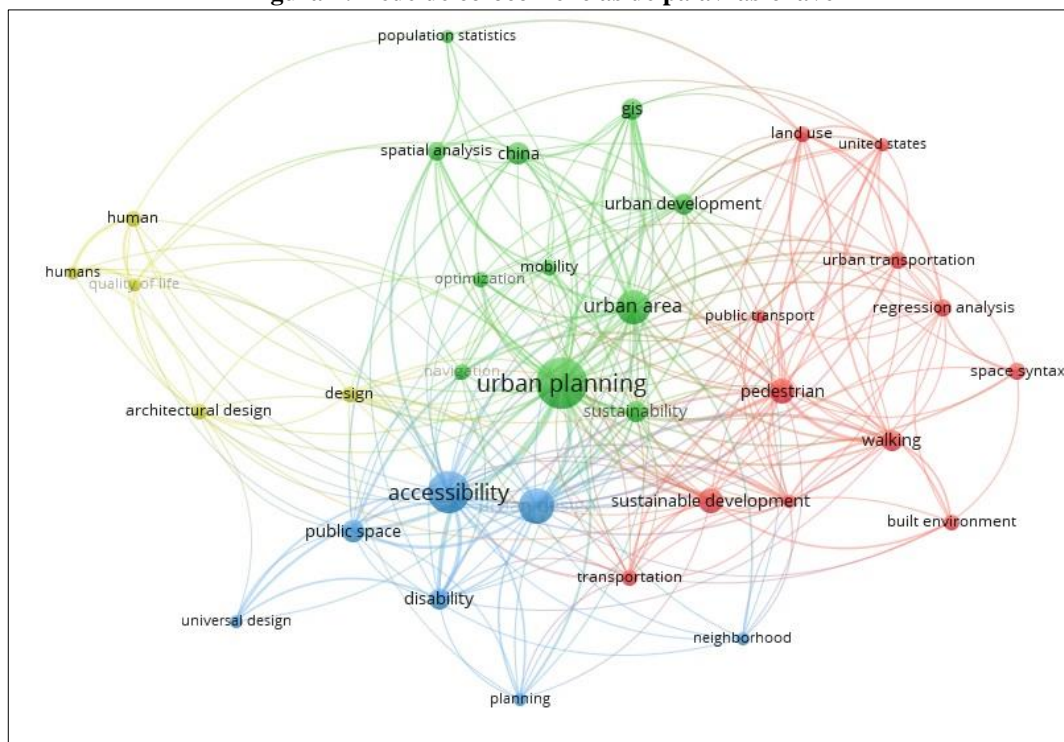 population statistics
gis
land use
united states
spatial analysis
china
urban development
human
humans
quality of life
mobility
optimization
urban transportation
urban area
public transport
regression analysis
navigation
space syntax
urban planning
design
pedestrian
architectural design
sustainability
walking
accessibility
sustainable development
public space
built environment
transportation
disability
universal design
neighborhood
planning